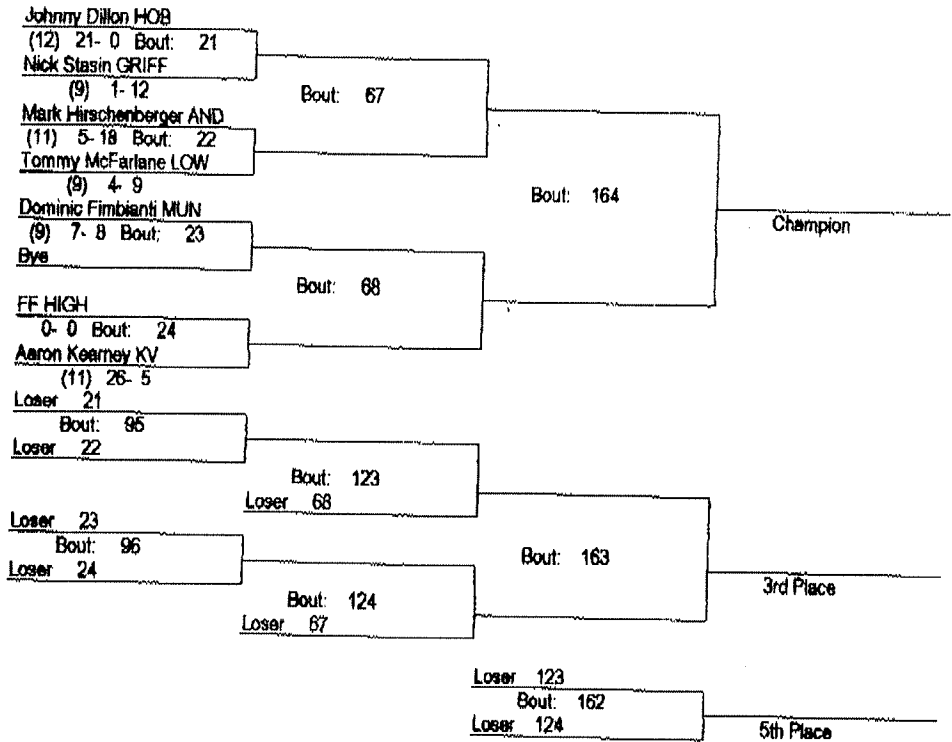 Johnny Dillon HOB
(12) 21- 0 Bout: 21
Nick Stasin GRIFF
(9) 1- 12
Bout: 67
Mark Hirschenberger AND
(11) 5- 18 Bout: 22
Tommy McFarlane LOW
(9) 4- 9
Bout: 164
Dominic Fimbianti MUN
(9) 7- 8 Bout: 23
Champion
Bye
Bout: 68
FF HIGH
0- 0 Bout: 24
Aaron Kearney KV
(11) 26- 5
Loser 21
Bout: 95
Loser 22
Bout: 123
Loser 68
Loser 23
Bout: 96
Loser 24
Bout: 163
3rd Place
Bout: 124
Loser 67
Loser 123
Bout: 162
Loser 124
5th Place